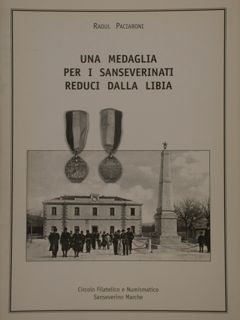 Raoul Paciaroni
UNA MEDAGLIA
PER I SANSEVERINATI
REDUCI DALLA LIBIA
Circolo Filatelico e Numismatico
Sanseverino Marche